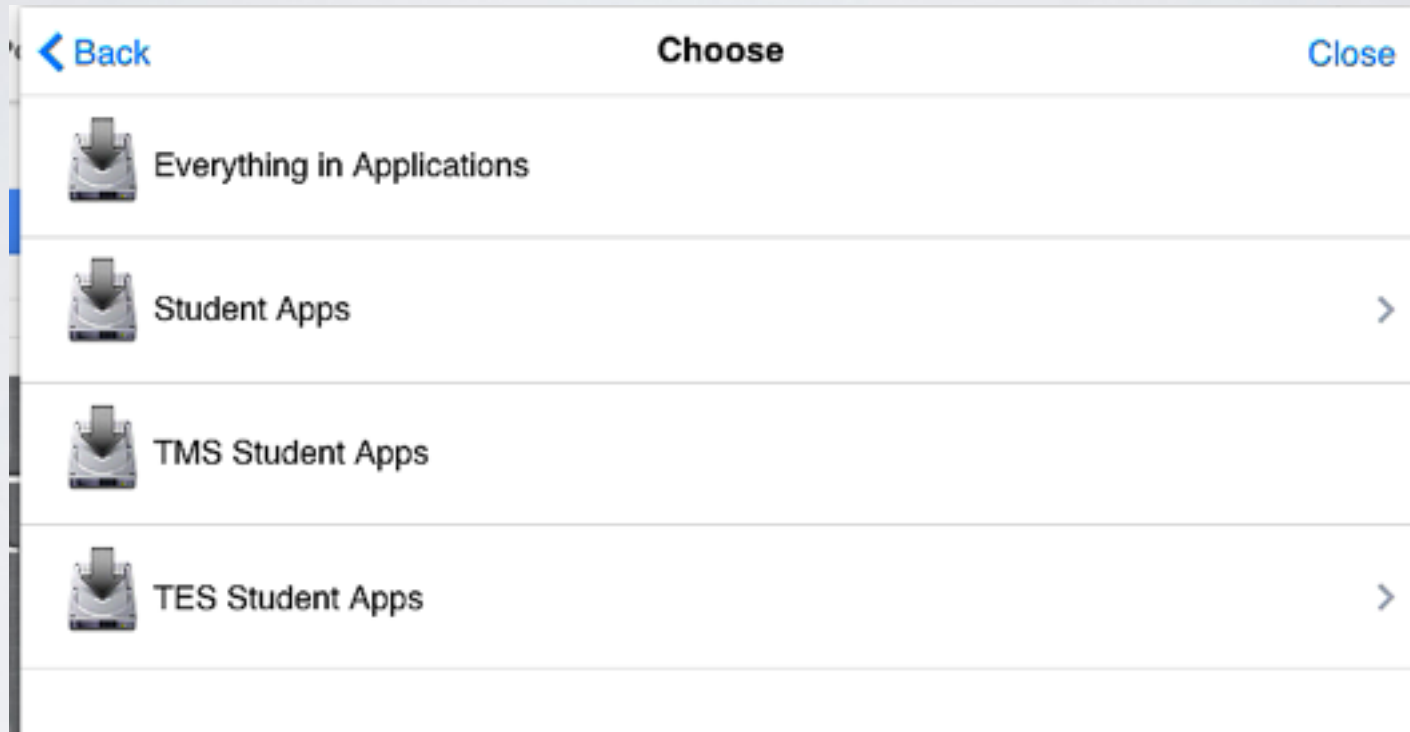 Back
Choose
Close
Everything in Applications
Student Apps
TMS Student Apps
TES Student Apps